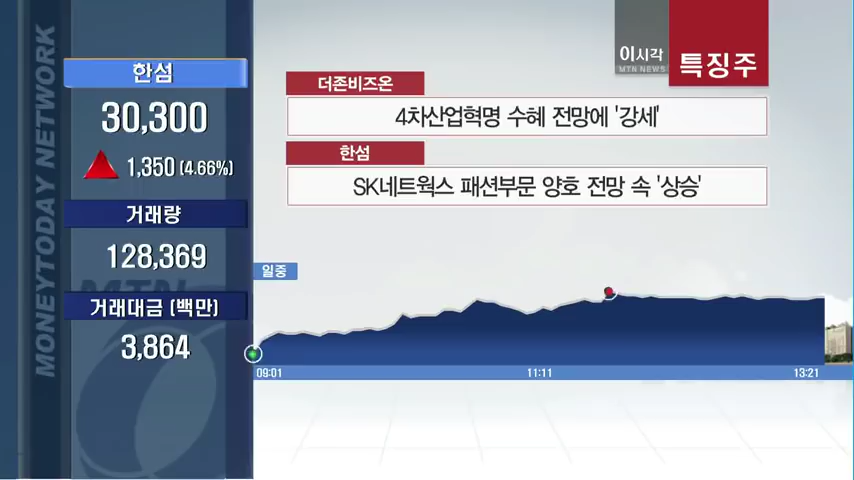 MONEYTODAY NETWORK
한섬
30,300
1,350 (4.66%)
거래량
128,369
거래대금 (백만)
3,864
이시각
MTN NEWS
특징주
더존비즈온
4차산업혁명 수혜 전망에 '강세'
한섬
SK네트웍스 패션부문 양호 전망 속 '상승'
일중
09:01 11:11 13:21
MTN